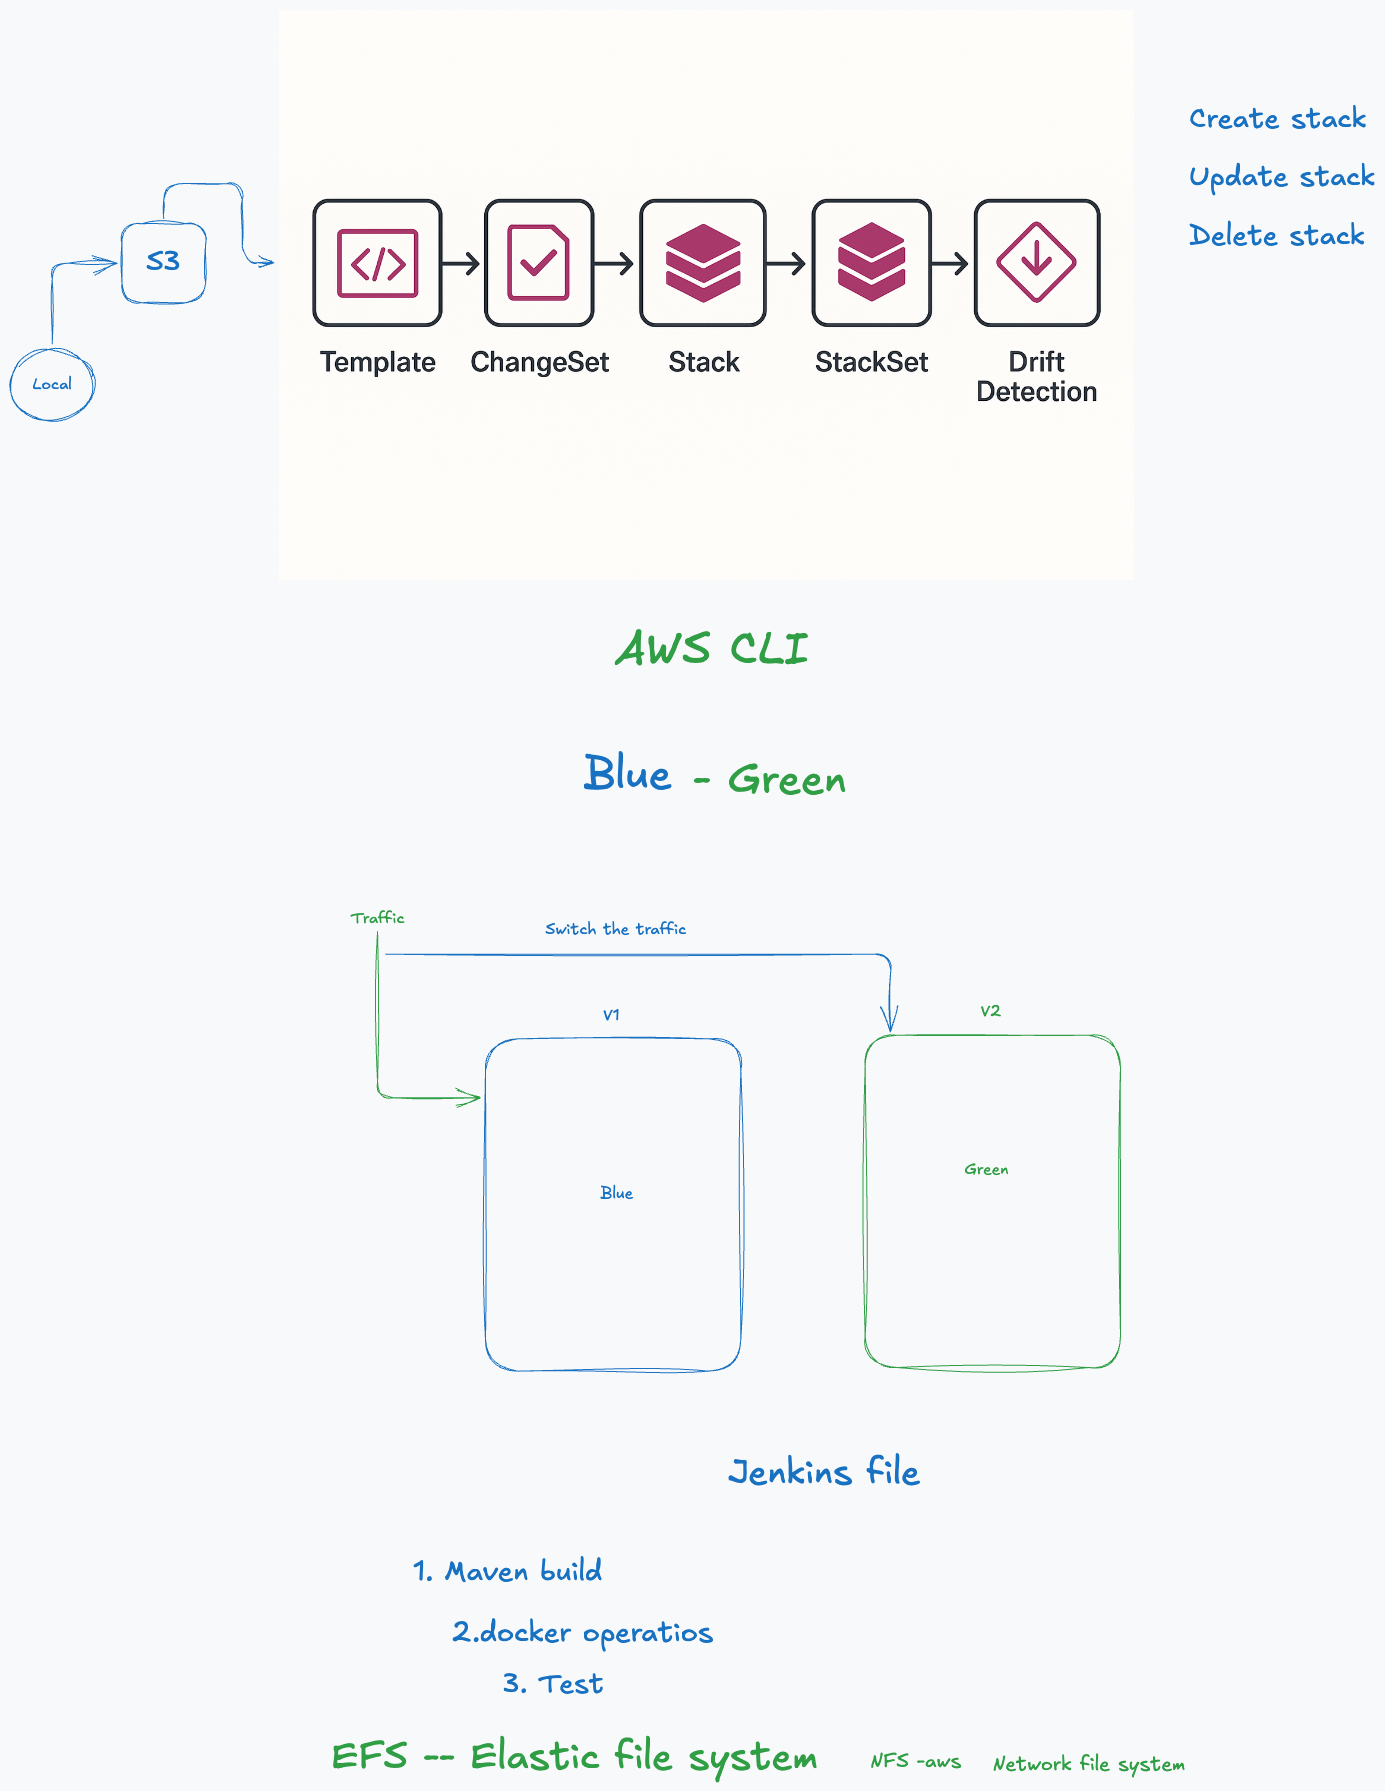 Create stack
Update stack
Delete stack
S3
Local
Template
ChangeSet
Stack
StackSet
Drift
Detection
AWS CLI
Blue - Green
Traffic
Switch the traffic
V1
V2
Blue
Green
Jenkins file
1. Maven build
2.docker operatios
3. Test
EFS -- Elastic file system
NFS -aws
Network file system